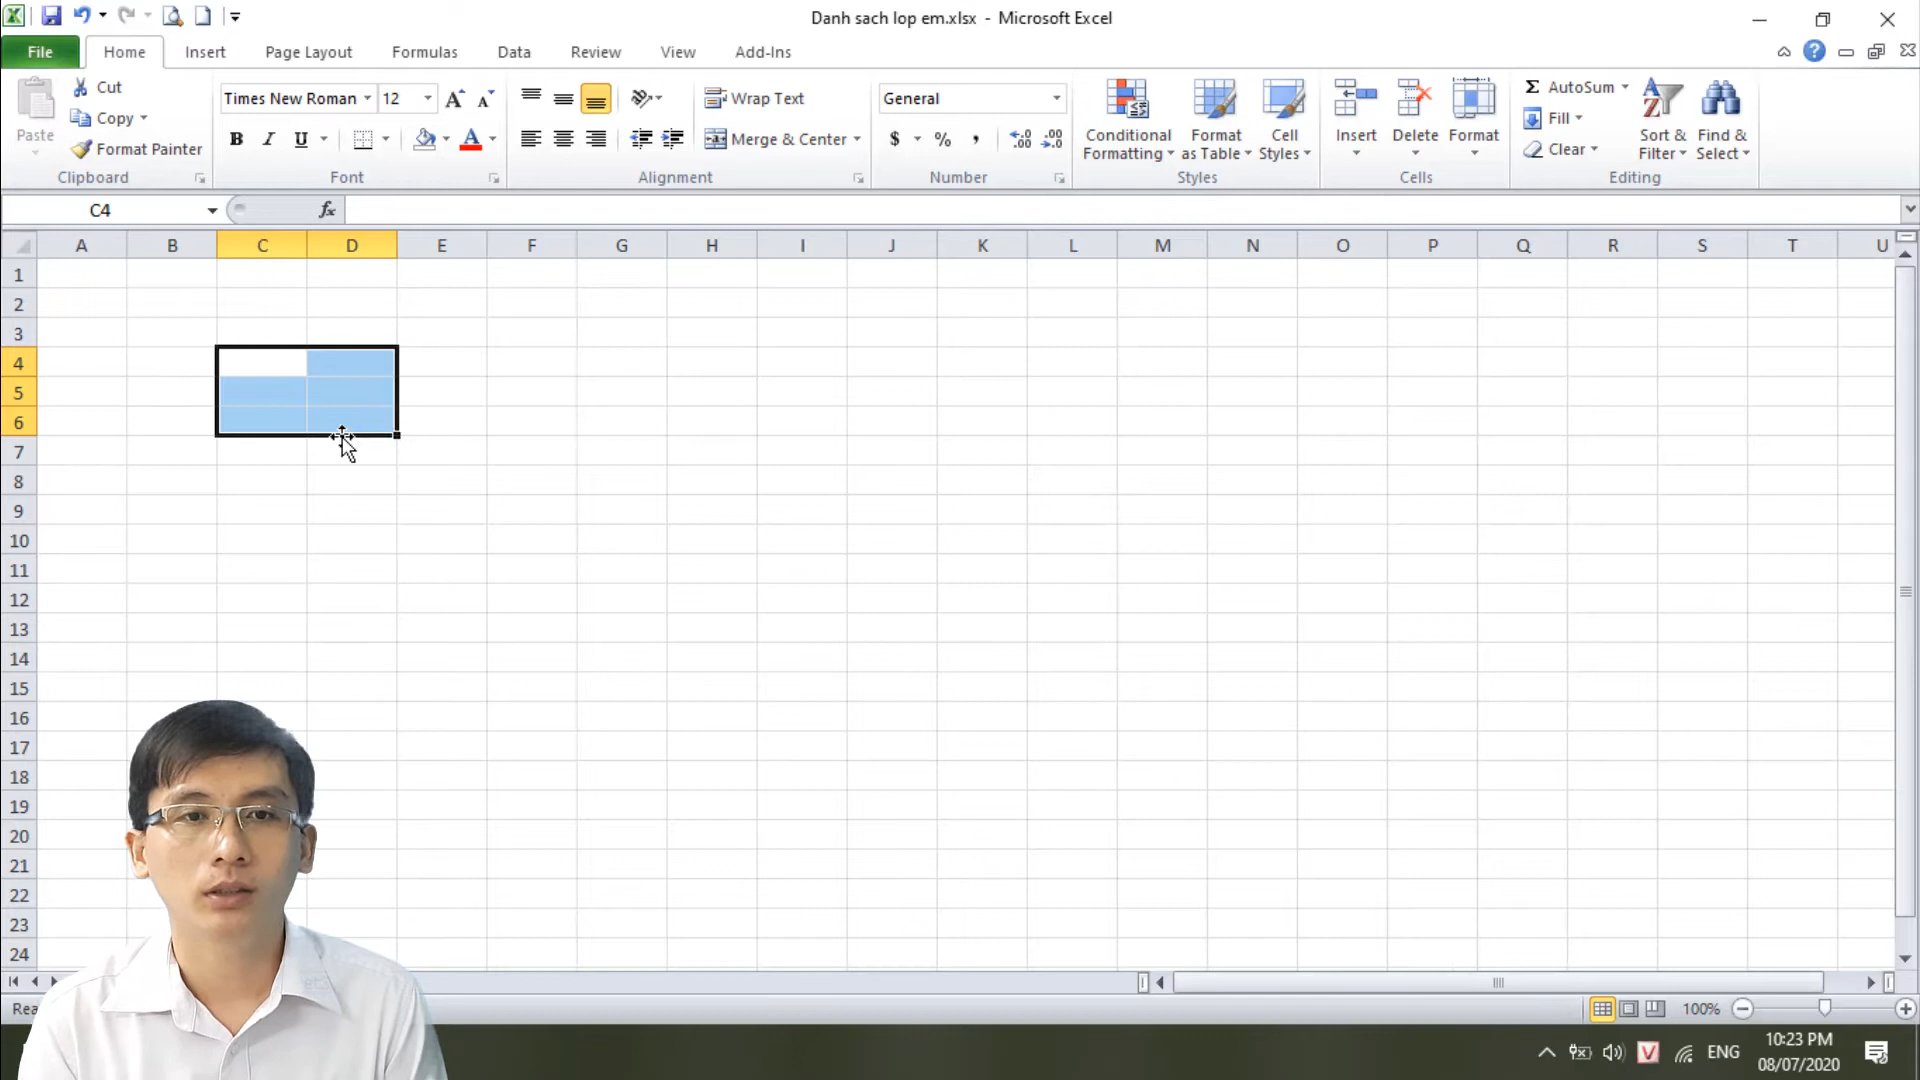 Danh sach lop em.xlsx - Microsoft Excel
File Home Insert Page Layout Formulas Data Review View Add-Ins
Paste
Cut
Copy
Format Painter
Clipboard
Times New Roman 12
B I U
Font
Wrap Text
Merge & Center
Alignment
General
$ % ,
Number
Conditional Formatting
Format as Table
Cell Styles
Styles
Insert
Delete
Format
Cells
AutoSum
Fill
Clear
Sort & Filter
Find & Select
Editing
C4 fx
A B C D E F G H I J K L M N O P Q R S T U
1
2
3
4
5
6
7
8
9
10
11
12
13
14
15
16
17
18
19
20
21
22
23
24
100%
ENG
10:23 PM
08/07/2020